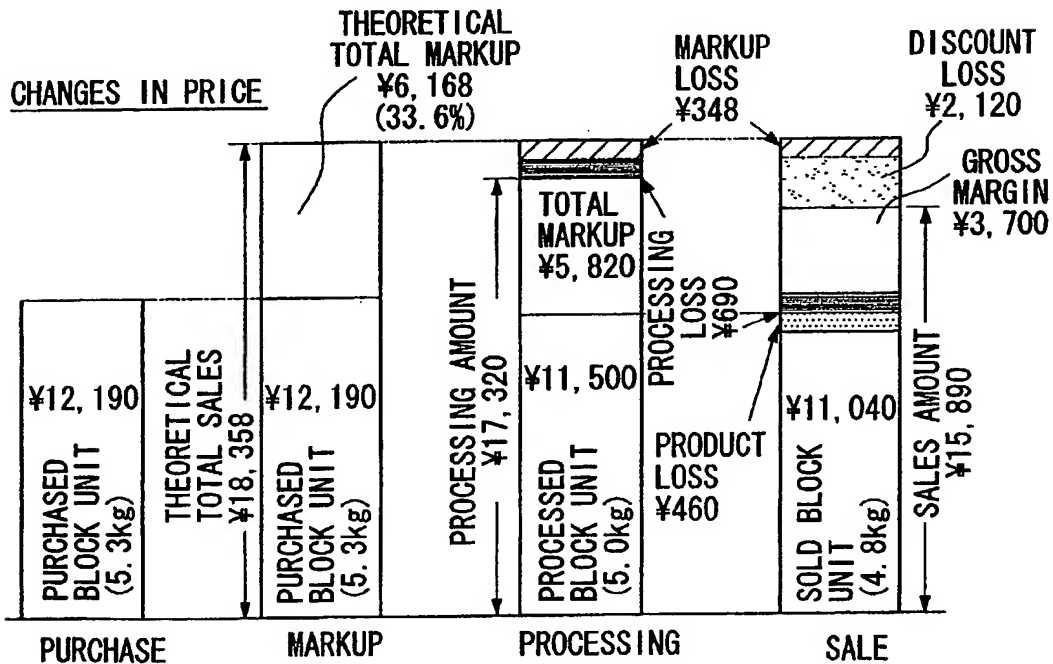 CHANGES IN PRICE
THEORETICAL
TOTAL MARKUP
¥6, 168
(33. 6%)
MARKUP
LOSS
¥348
DISCOUNT
LOSS
¥2, 120
GROSS
MARGIN
¥3, 700
¥12, 190
PURCHASED
BLOCK UNIT
(5. 3kg)
THEORETICAL
TOTAL SALES
¥18, 358
¥12, 190
PURCHASED
BLOCK UNIT
(5. 3kg)
PROCESSING AMOUNT
¥17, 320
TOTAL
MARKUP
¥5, 820
¥11, 500
PROCESSED
BLOCK UNIT
(5. 0kg)
PROCESSING
LOSS
¥690
PRODUCT
LOSS
¥460
¥11, 040
SOLD BLOCK
UNIT
(4. 8kg)
SALES AMOUNT
¥15, 890
PURCHASE
MARKUP
PROCESSING
SALE